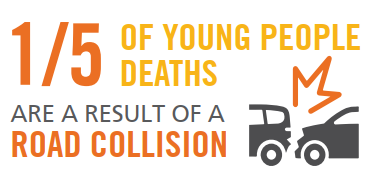 1/5 OF YOUNG PEOPLE
DEATHS
ARE A RESULT OF A
ROAD COLLISION